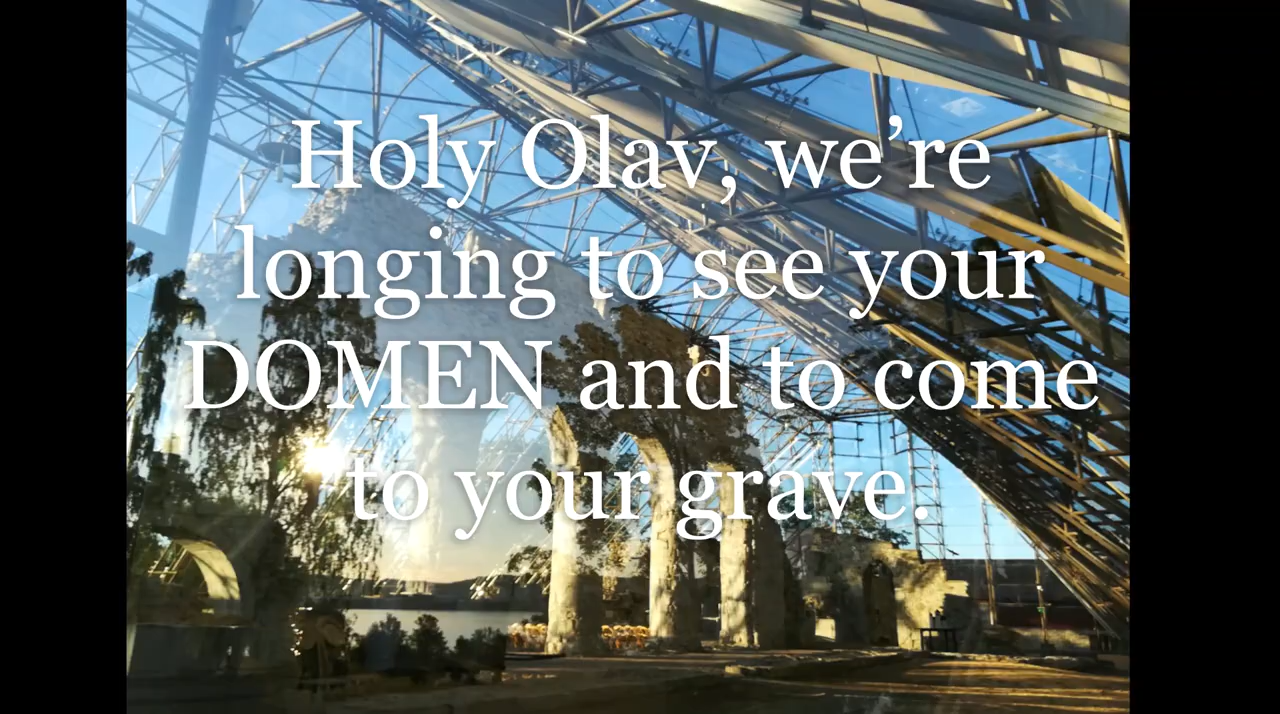 Holy Olav, we’re
longing to see your
DOMEN and to come
to your grave.